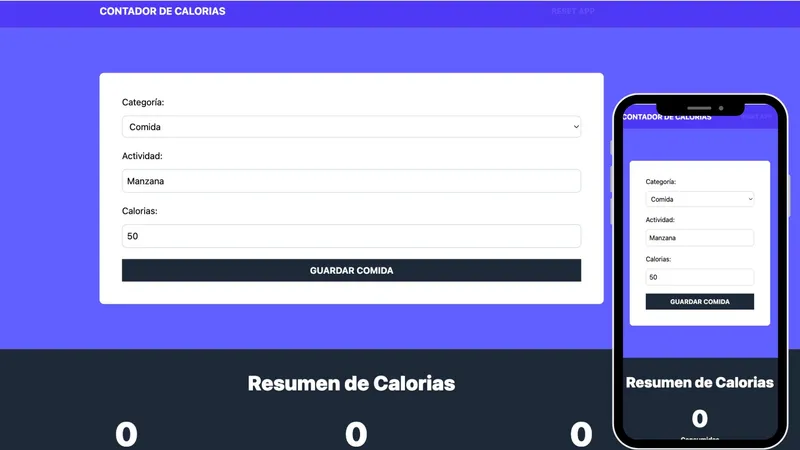 CONTADOR DE CALORIAS
RESET APP
Categoría:
Comida
Actividad:
Manzana
Calorias:
50
GUARDAR COMIDA
Resumen de Calorias
0
0
0
CONTADOR DE CALORIAS
RESET APP
Categoría:
Comida
Actividad:
Manzana
Calorias:
50
GUARDAR COMIDA
Resumen de Calorias
0
Consumidas